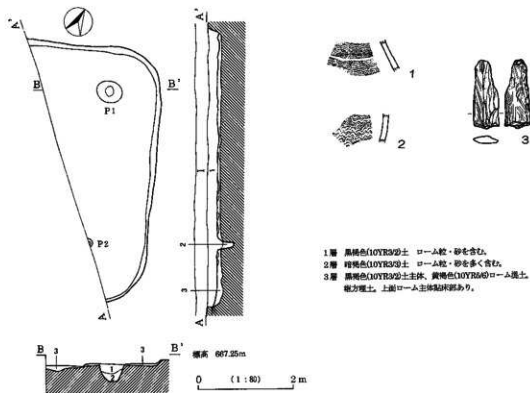 A'
A'
B
B'
P1
P2
A
A
1
2
3
1
2
3
1層 黒褐色(10YR3/2)土 ローム粒・砂を含む。
2層 暗褐色(10YR3/3)土 ローム粒・砂を多く含む。
3層 黒褐色(10YR3/2)土主体、黄褐色(10YR5/6)ローム混土。
掘方埋土。上面ローム主体貼床部あり。
B
3
3
B'
1
2
標高 667.25m
0 (1:80) 2m